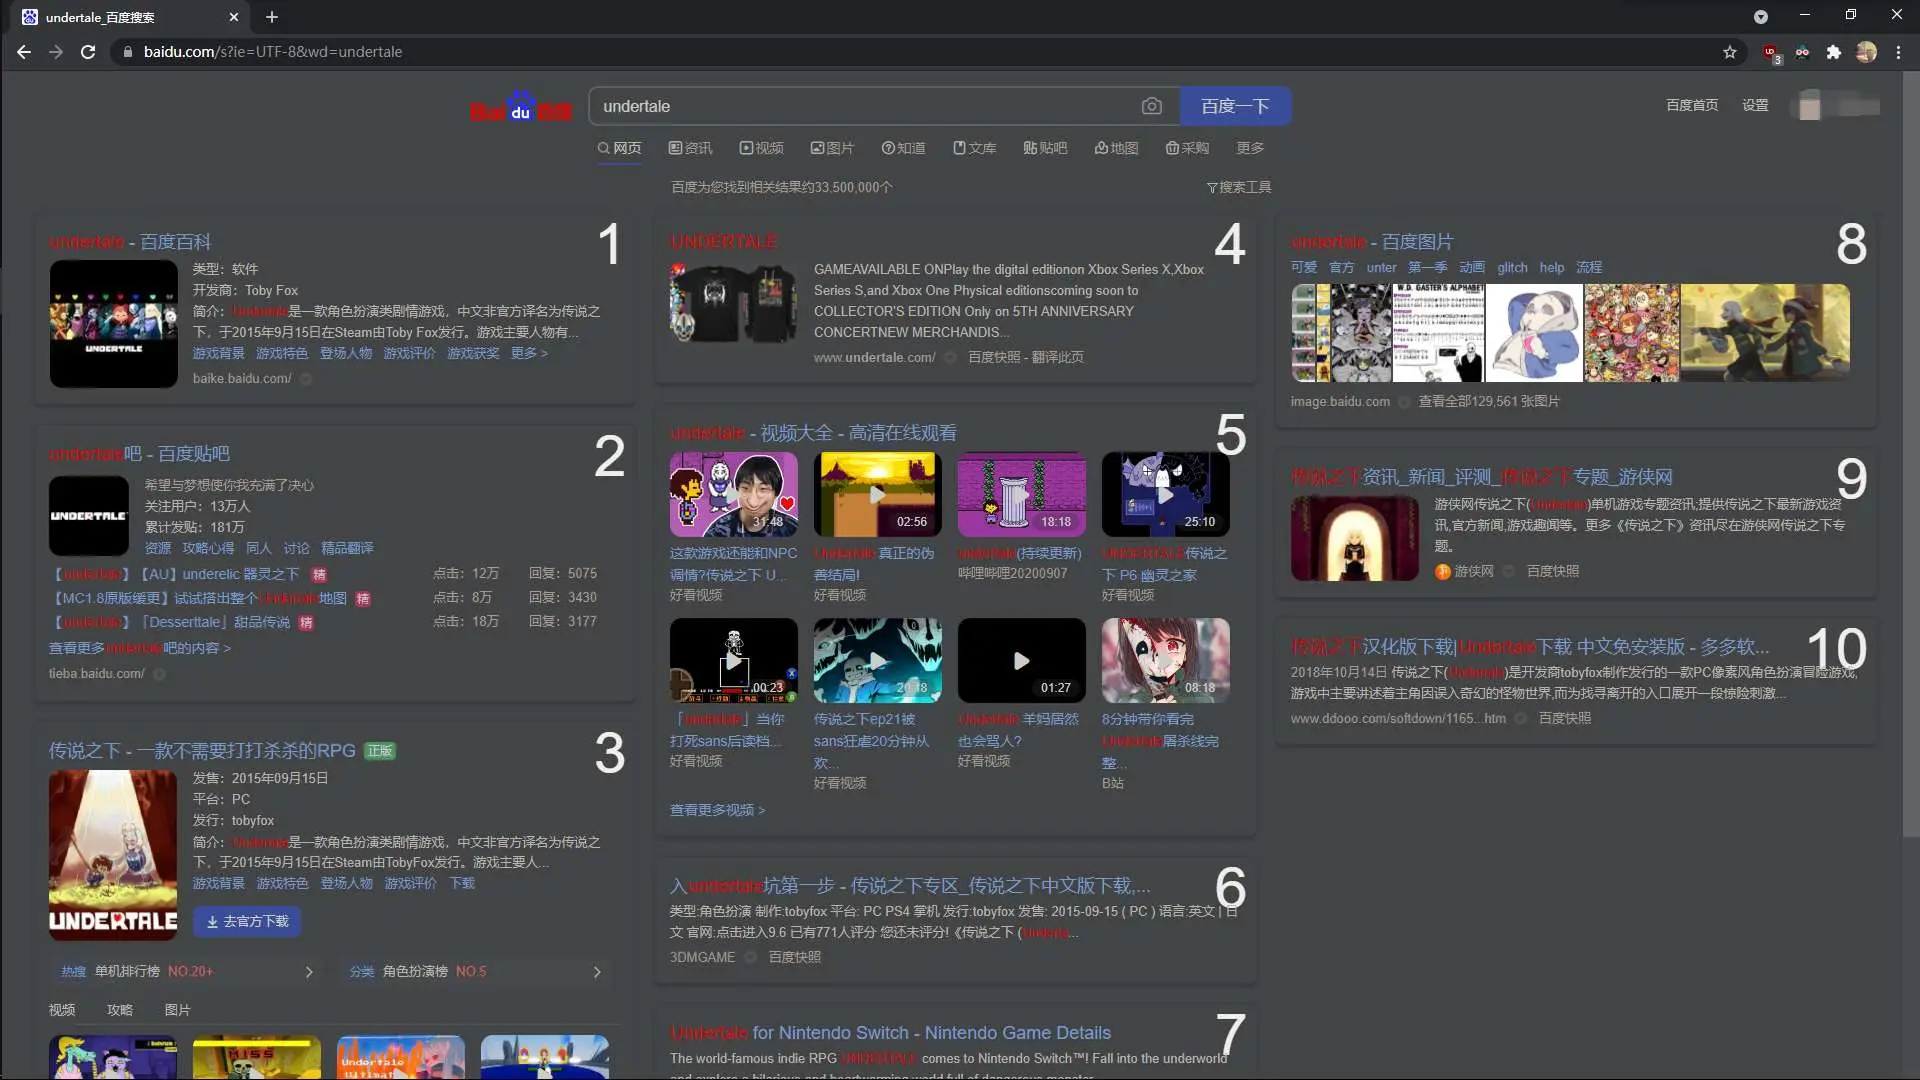 undertale_百度搜索
baidu.com/s?ie=UTF-8&wd=undertale
3
Bai du 百度
undertale
百度一下
百度首页 设置
网页 资讯 视频 图片 知道 文库 贴吧 地图 采购 更多
百度为您找到相关结果约33,500,000个
搜索工具
undertale - 百度百科
1
类型：软件
开发商：Toby Fox
简介：Undertale是一款角色扮演类剧情游戏，中文非官方译名为传说之
下，于2015年9月15日在Steam由Toby Fox发行。游戏主要人物有...
游戏背景 游戏特色 登场人物 游戏评价 游戏获奖 更多 >
baike.baidu.com/
UNDERTALE
undertale吧 - 百度贴吧
2
希望与梦想使你我充满了决心
关注用户：13万人
累计发贴：181万
资源 攻略心得 同人 讨论 精品翻译
UNDERTALE
【undertale】【AU】underelic 器灵之下 精 点击：12万 回复：5075
【MC1.8原版缓更】试试搭出整个Undertale地图 精 点击：8万 回复：3430
【undertale】「Desserttale」甜品传说 精 点击：18万 回复：3177
查看更多undertale吧的内容 >
tieba.baidu.com/
传说之下 - 一款不需要打打杀杀的RPG 正版
3
发售：2015年09月15日
平台：PC
发行：tobyfox
简介：Undertale是一款角色扮演类剧情游戏，中文非官方译名为传说之
下，于2015年9月15日在Steam由TobyFox发行。游戏主要人...
游戏背景 游戏特色 登场人物 游戏评价 下载
去官方下载
UNDERTALE
热搜 单机排行榜 NO.20+
分类 角色扮演榜 NO.5
视频 攻略 图片
MISS
Undertale
UNDERTALE
4
GAMEAVAILABLE ONPlay the digital editionon Xbox Series X,Xbox
Series S,and Xbox One Physical editionscoming soon to
COLLECTOR'S EDITION Only on 5TH ANNIVERSARY
CONCERTNEW MERCHANDIS...
www.undertale.com/ 百度快照 - 翻译此页
undertale - 视频大全 - 高清在线观看
5
31:48 02:56 18:18 25:10
这款游戏还能和NPC
调情?传说之下 U...
好看视频
Undertale 真正的伪
善结局!
好看视频
undertale(持续更新)
哔哩哔哩20200907
UNDERTALE传说之
下 P6 幽灵之家
好看视频
00:23 20:18 01:27 08:18
「undertale」当你
打死sans后读档...
好看视频
传说之下ep21被
sans狂虐20分钟从
欢...
好看视频
Undertale 羊妈居然
也会骂人?
好看视频
8分钟带你看完
Undertale屠杀线完
整...
B站
查看更多视频 >
入undertale坑第一步 - 传说之下专区_传说之下中文版下载,...
6
类型:角色扮演 制作:tobyfox 平台: PC PS4 掌机 发行:tobyfox 发售: 2015-09-15 ( PC ) 语言:英文 | 日
文 官网:点击进入9.6 已有771人评分 您还未评分!《传说之下 (Underta...
3DMGAME 百度快照
Undertale for Nintendo Switch - Nintendo Game Details
7
The world-famous indie RPG UNDERTALE comes to Nintendo Switch™! Fall into the underworld
and explore a hilarious and heartwarming world full of dangerous monster
undertale - 百度图片
8
可爱 官方 unter 第一季 动画 glitch help 流程
W.D. GASTER'S ALPHABET
image.baidu.com 查看全部129,561 张图片
传说之下资讯_新闻_评测_传说之下专题_游侠网
9
游侠网传说之下(Undertale)单机游戏专题资讯;提供传说之下最新游戏资
讯,官方新闻,游戏趣闻等。更多《传说之下》资讯尽在游侠网传说之下专
题。
游侠网 百度快照
传说之下汉化版下载|Undertale下载 中文免安装版 - 多多软...
10
2018年10月14日 传说之下(Undertale)是开发商tobyfox制作发行的一款PC像素风角色扮演冒险游戏,
游戏中主要讲述着主角因误入奇幻的怪物世界,而为找寻离开的入口展开一段惊险刺激...
www.ddooo.com/softdown/1165...htm 百度快照